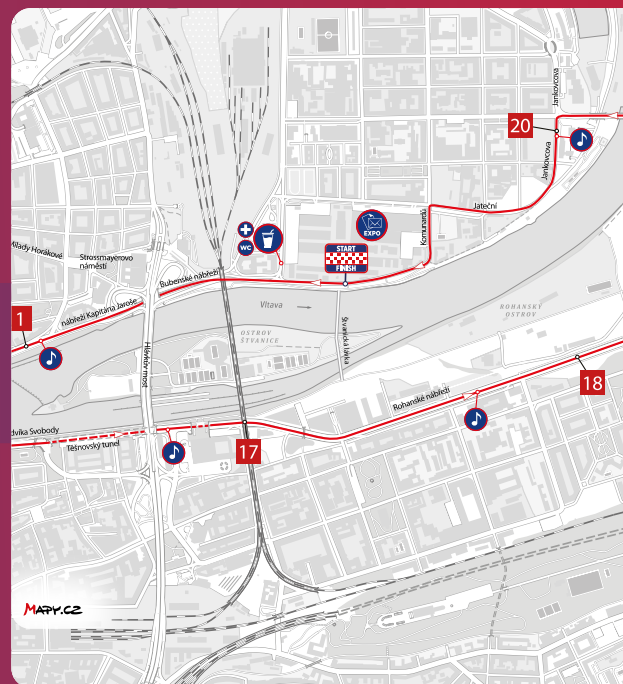 Jankovcova
20
Jankovcova
Jateční
Komunardů
EXPO
START
FINISH
WC
Milady Horákové
Strossmayerovo
náměstí
Bubenské nábřeží
nábřeží Kapitána Jaroše
1
Vltava
ROHANSKÝ
OSTROV
OSTROV
ŠTVANICE
Hlávkův most
Štvanická lávka
18
Rohanské nábřeží
dvíka Svobody
Těšnovský tunel
17
MAPY.CZ